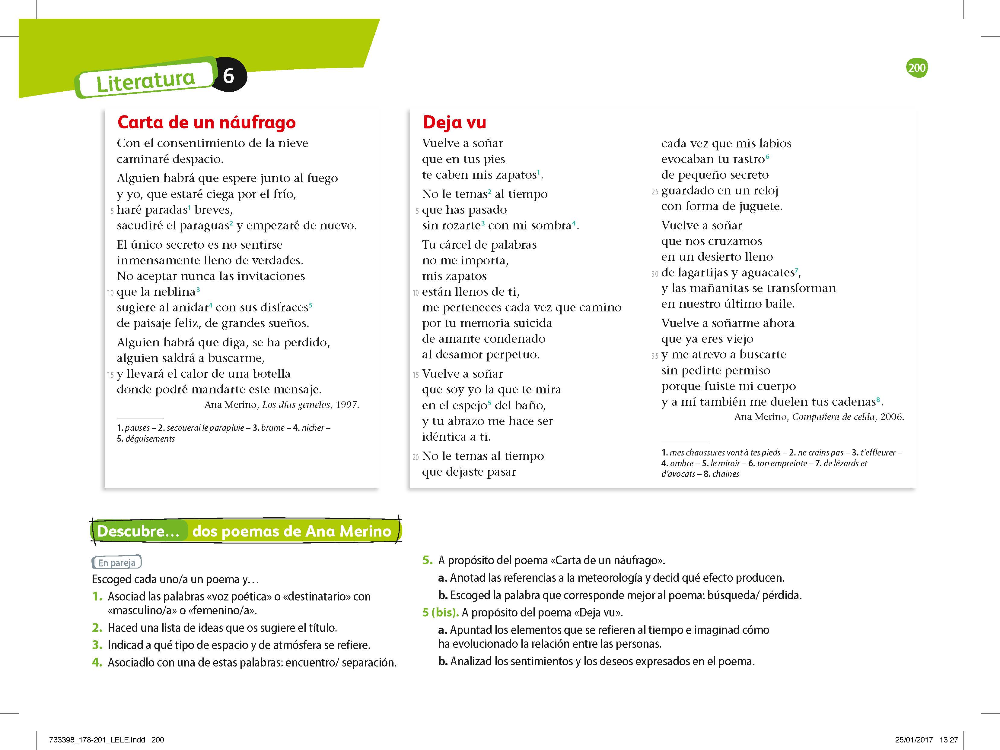 Literatura 6
200
Carta de un náufrago
Con el consentimiento de la nieve
caminaré despacio.
Alguien habrá que espere junto al fuego
y yo, que estaré ciega por el frío,
5 haré paradas1 breves,
sacudiré el paraguas2 y empezaré de nuevo.
El único secreto es no sentirse
inmensamente lleno de verdades.
No aceptar nunca las invitaciones
10 que la neblina3
sugiere al anidar4 con sus disfraces5
de paisaje feliz, de grandes sueños.
Alguien habrá que diga, se ha perdido,
alguien saldrá a buscarme,
15 y llevará el calor de una botella
donde podré mandarte este mensaje.
Ana Merino, Los días gemelos, 1997.
1. pauses – 2. secouerai le parapluie – 3. brume – 4. nicher –
5. déguisements
Deja vu
Vuelve a soñar
que en tus pies
te caben mis zapatos1.
No le temas2 al tiempo
5 que has pasado
sin rozarte3 con mi sombra4.
Tu cárcel de palabras
no me importa,
mis zapatos
10 están llenos de ti,
me perteneces cada vez que camino
por tu memoria suicida
de amante condenado
al desamor perpetuo.
15 Vuelve a soñar
que soy yo la que te mira
en el espejo5 del baño,
y tu abrazo me hace ser
idéntica a ti.
20 No le temas al tiempo
que dejaste pasar
cada vez que mis labios
evocaban tu rastro6
de pequeño secreto
25 guardado en un reloj
con forma de juguete.
Vuelve a soñar
que nos cruzamos
en un desierto lleno
30 de lagartijas y aguacates7,
y las mañanitas se transforman
en nuestro último baile.
Vuelve a soñarme ahora
que ya eres viejo
35 y me atrevo a buscarte
sin pedirte permiso
porque fuiste mi cuerpo
y a mí también me duelen tus cadenas8.
Ana Merino, Compañera de celda, 2006.
1. mes chaussures vont à tes pieds – 2. ne crains pas – 3. t'effleurer –
4. ombre – 5. le miroir – 6. ton empreinte – 7. de lézards et
d'avocats – 8. chaines
Descubre... dos poemas de Ana Merino
En pareja
Escoged cada uno/a un poema y…
1. Asociad las palabras «voz poética» o «destinatario» con
«masculino/a» o «femenino/a».
2. Haced una lista de ideas que os sugiere el título.
3. Indicad a qué tipo de espacio y de atmósfera se refiere.
4. Asociadlo con una de estas palabras: encuentro/ separación.
5. A propósito del poema «Carta de un náufrago».
a. Anotad las referencias a la meteorología y decid qué efecto producen.
b. Escoged la palabra que corresponde mejor al poema: búsqueda/ pérdida.
5 (bis). A propósito del poema «Deja vu».
a. Apuntad los elementos que se refieren al tiempo e imaginad cómo
ha evolucionado la relación entre las personas.
b. Analizad los sentimientos y los deseos expresados en el poema.
733398_178-201_LELE.indd 200
25/01/2017 13:27